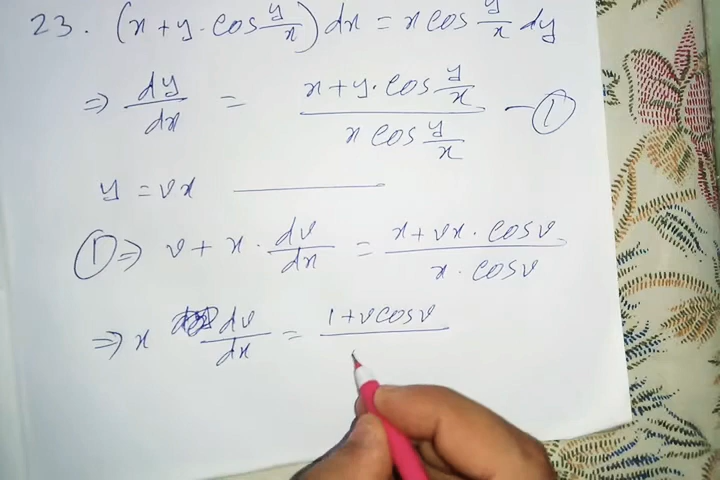 23. (x + y · cos y/x) dx = x cos y/x dy
⇒ dy/dx = (x + y · cos y/x)/(x cos y/x) — ①
y = vx
① ⇒ v + x · dv/dx = (x + vx · cos v)/(x · cos v)
⇒ x dv/dx = 1 + v cos v